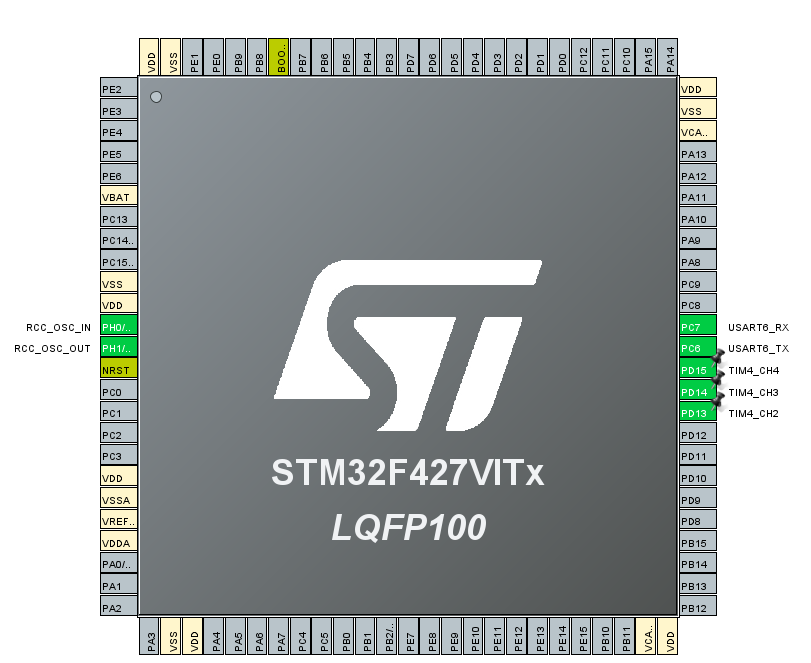 VDD VSS PE1 PE0 PB9 PB8 BOO.. PB7 PB6 PB5 PB4 PB3 PD7 PD6 PD5 PD4 PD3 PD2 PD1 PD0 PC12 PC11 PC10 PA15 PA14
PE2 VDD
PE3 VSS
PE4 VCA..
PE5 PA13
PE6 PA12
VBAT PA11
PC13 PA10
PC14.. PA9
PC15.. PA8
VSS PC9
VDD PC8
RCC_OSC_IN PH0/.. PC7 USART6_RX
RCC_OSC_OUT PH1/.. PC6 USART6_TX
NRST PD15 TIM4_CH4
PC0 PD14 TIM4_CH3
PC1 PD13 TIM4_CH2
PC2 PD12
PC3 PD11
VDD STM32F427VITx PD10
VSSA PD9
VREF.. LQFP100 PD8
VDDA PB15
PA0/.. PB14
PA1 PB13
PA2 PB12
PA3 VSS VDD PA4 PA5 PA6 PA7 PC4 PC5 PB0 PB1 PB2/.. PE7 PE8 PE9 PE10 PE11 PE12 PE13 PE14 PE15 PB10 PB11 VCA.. VDD